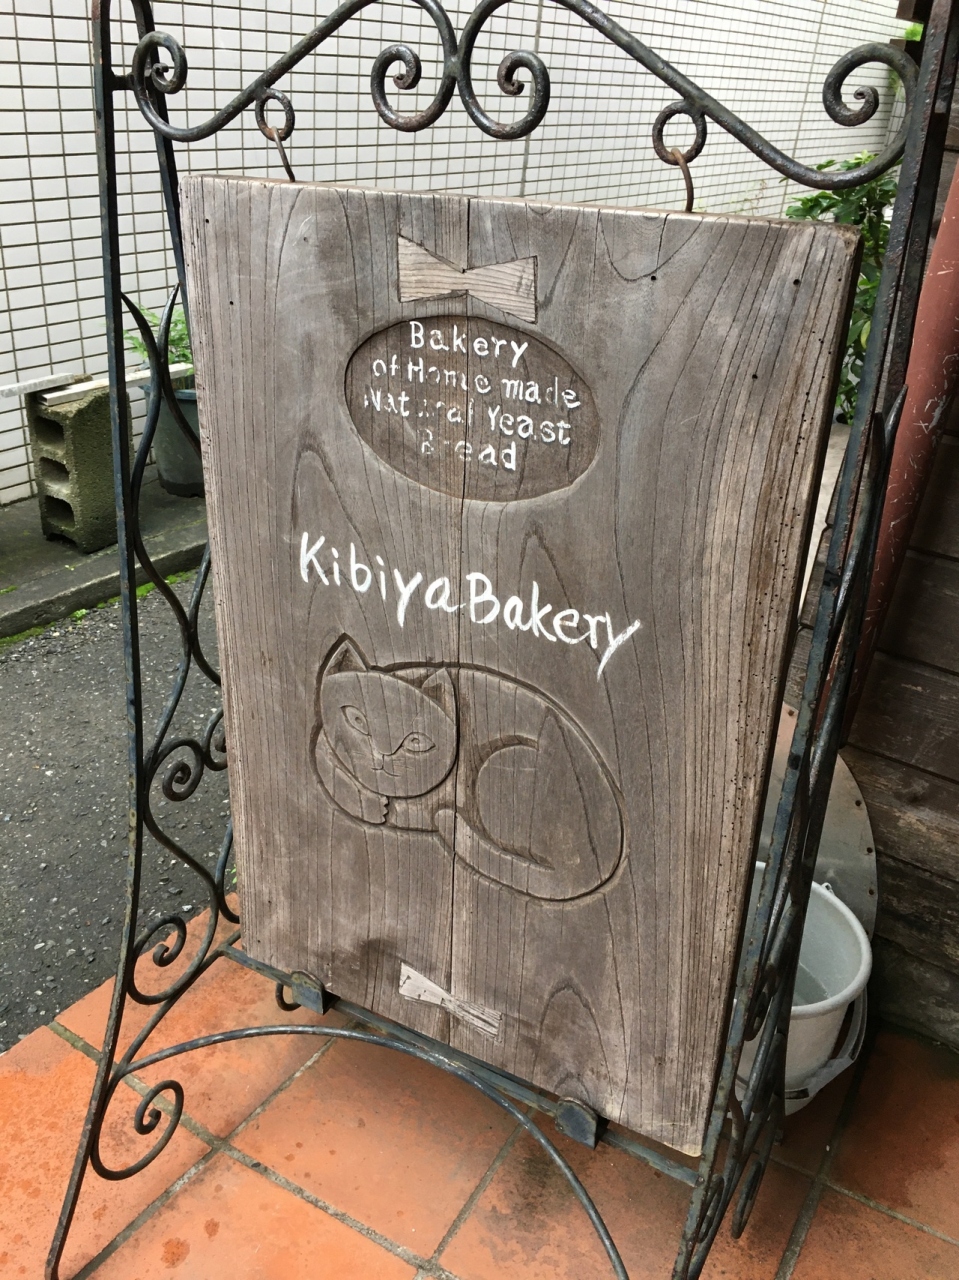 Bakery
of Home made
Natural Yeast
Bread
Kibiya Bakery